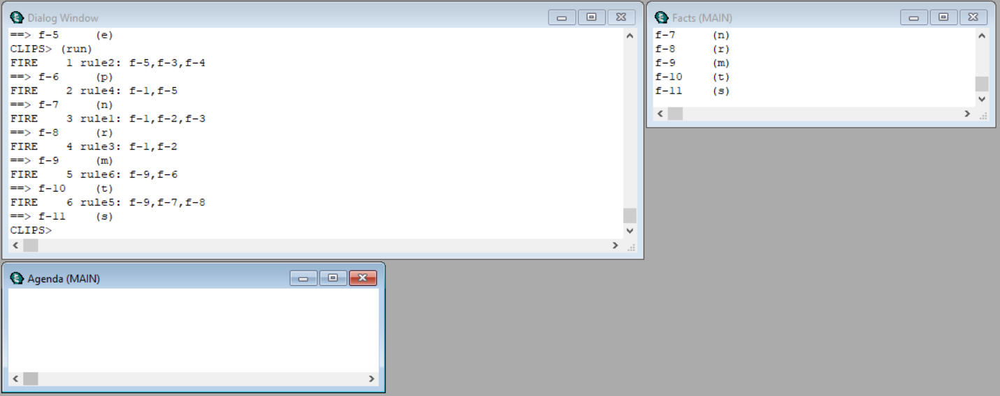 Dialog Window
==> f-5     (e)
CLIPS> (run)
FIRE    1 rule2: f-5,f-3,f-4
==> f-6     (p)
FIRE    2 rule4: f-1,f-5
==> f-7     (n)
FIRE    3 rule1: f-1,f-2,f-3
==> f-8     (r)
FIRE    4 rule3: f-1,f-2
==> f-9     (m)
FIRE    5 rule6: f-9,f-6
==> f-10    (t)
FIRE    6 rule5: f-9,f-7,f-8
==> f-11    (s)
CLIPS>
Facts (MAIN)
f-7     (n)
f-8     (r)
f-9     (m)
f-10    (t)
f-11    (s)
Agenda (MAIN)